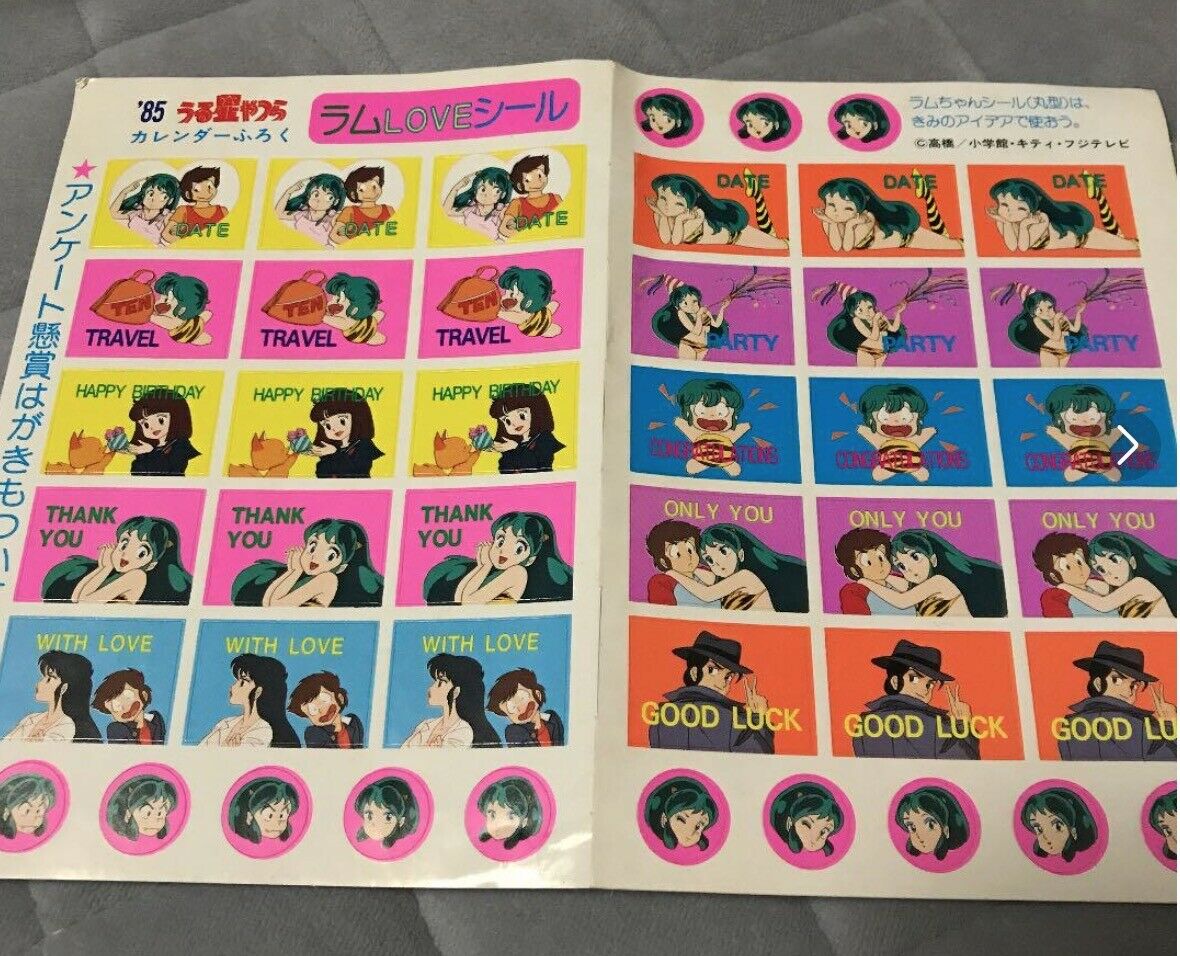 '85 うる星やつら
カレンダーふろく
ラムLOVEシール
ラムちゃんシール(丸型)は、
きみのアイデアで使おう。
©高橋/小学館・キティ・フジテレビ
★アンケート懸賞はがきもつい
DATE DATE DATE
TEN TEN TEN
TRAVEL TRAVEL TRAVEL
HAPPY BIRTHDAY HAPPY BIRTHDAY HAPPY BIRTHDAY
THANK YOU THANK YOU THANK YOU
WITH LOVE WITH LOVE WITH LOVE
DATE DATE DATE
PARTY PARTY PARTY
CONGRATULATIONS CONGRATULATIONS CONGRATULATIONS
ONLY YOU ONLY YOU ONLY YOU
GOOD LUCK GOOD LUCK GOOD LU